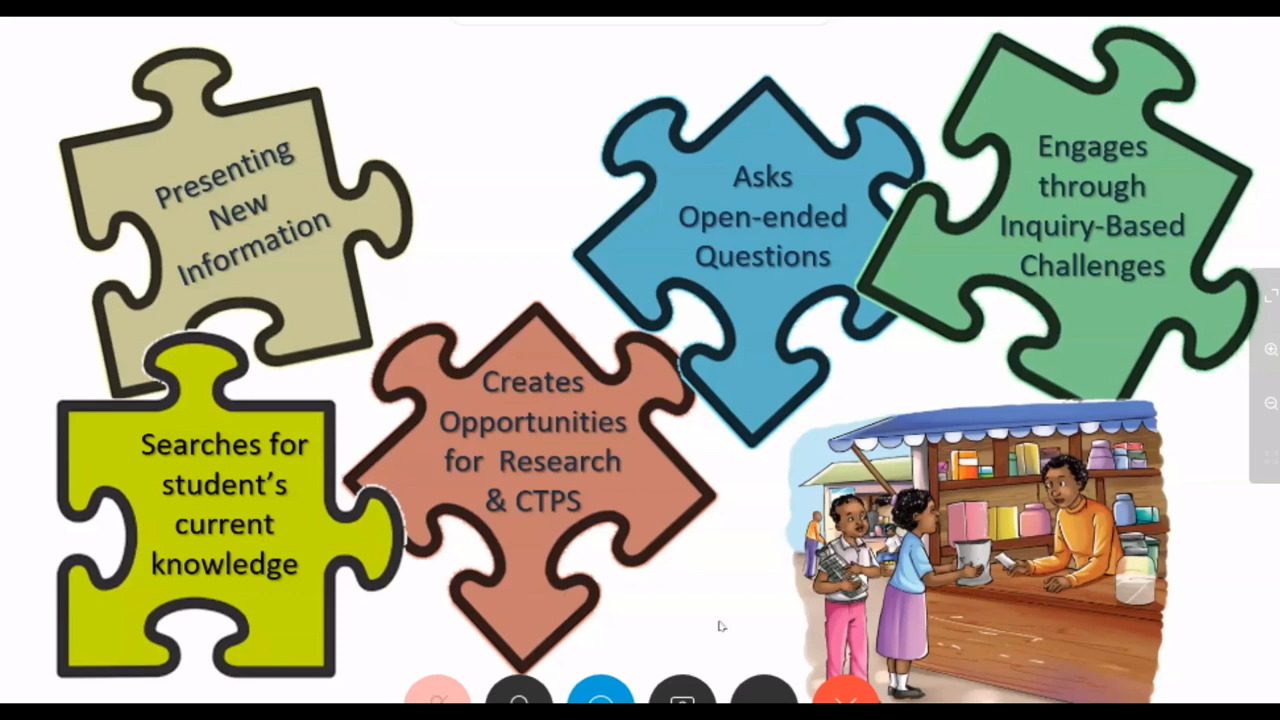 Presenting
New
Information
Searches for
student's
current
knowledge
Creates
Opportunities
for Research
& CTPS
Asks
Open-ended
Questions
Engages
through
Inquiry-Based
Challenges